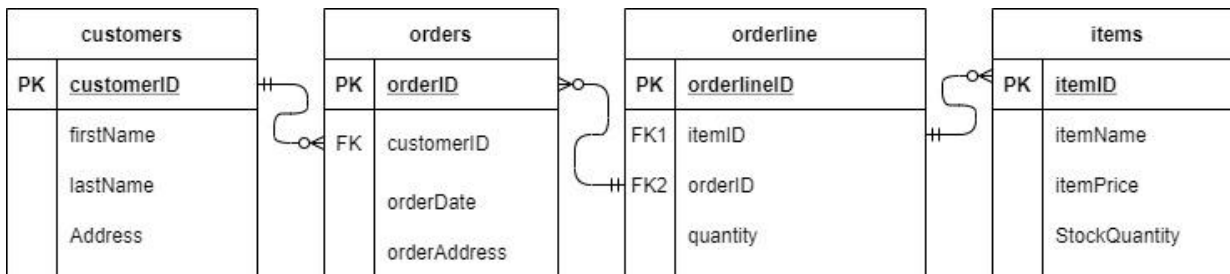 customers
PK customerID
firstName
lastName
Address
orders
PK orderID
FK customerID
orderDate
orderAddress
orderline
PK orderlineID
FK1 itemID
FK2 orderID
quantity
items
PK itemID
itemName
itemPrice
StockQuantity